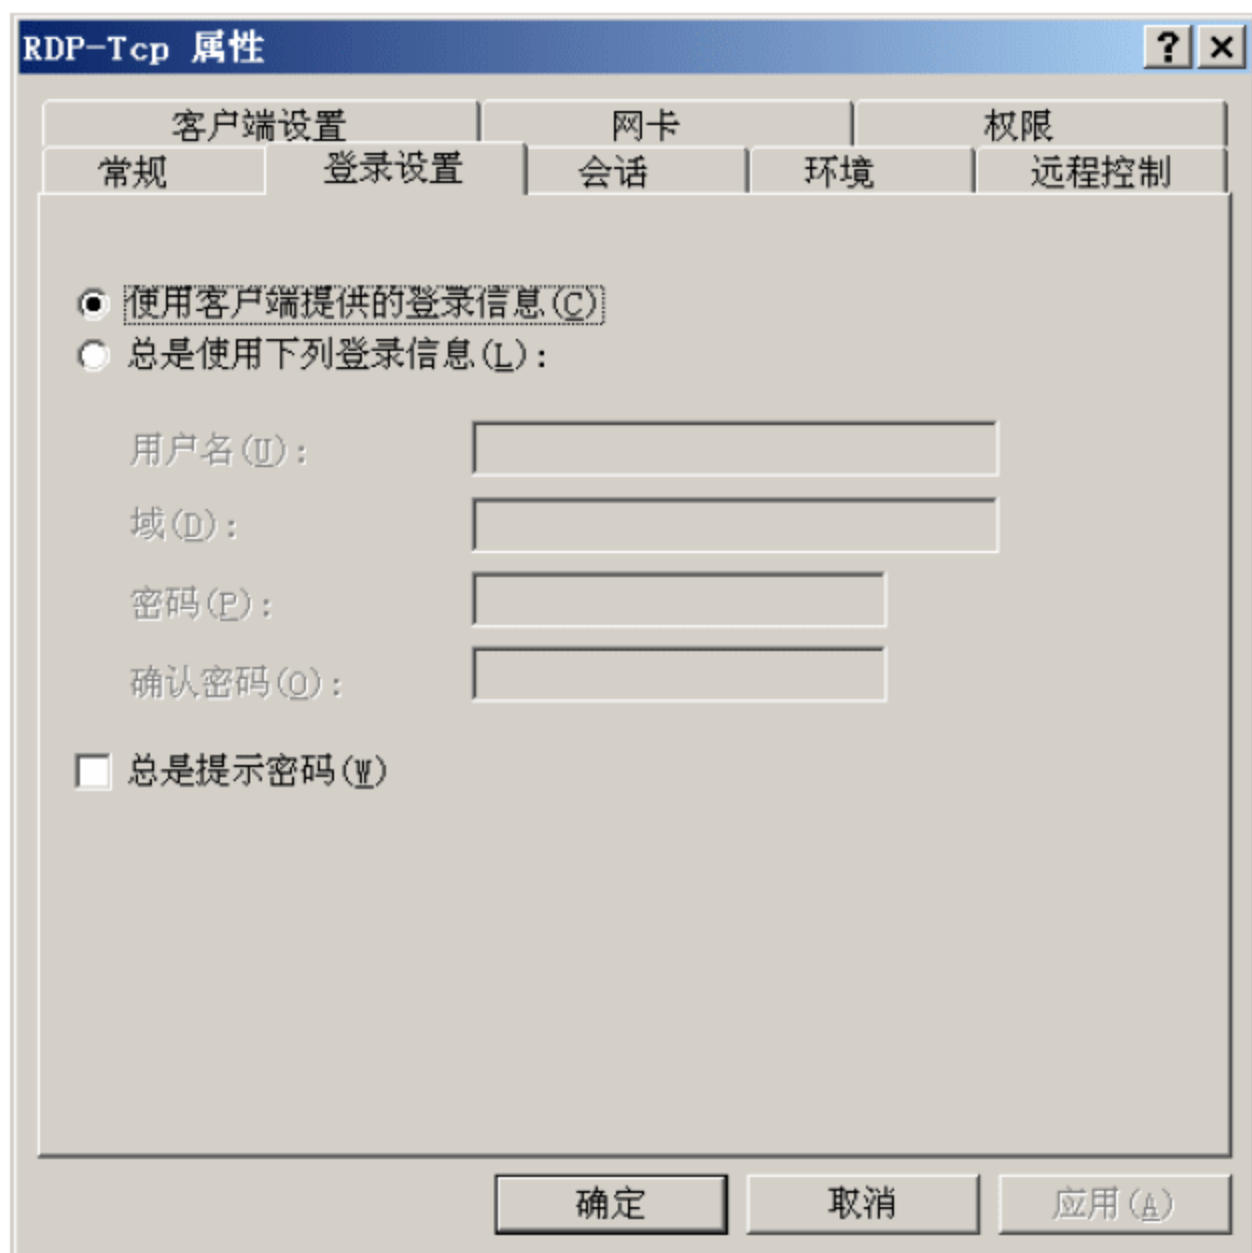 RDP-Tcp 属性
客户端设置 网卡 权限
常规 登录设置 会话 环境 远程控制
使用客户端提供的登录信息(C)
总是使用下列登录信息(L):
用户名(U):
域(D):
密码(P):
确认密码(O):
总是提示密码(W)
确定 取消 应用(A)